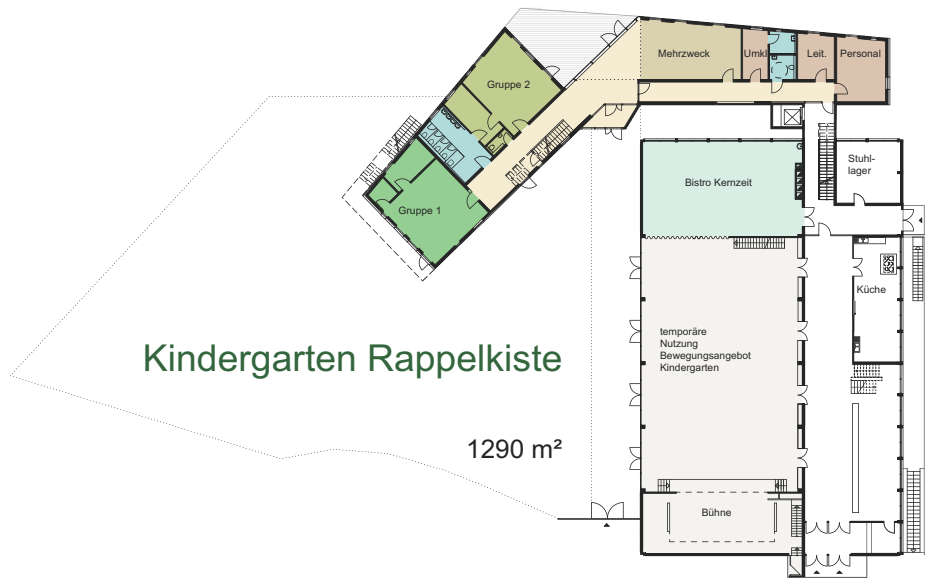 Mehrzweck
Umkl.
Leit.
Personal
Gruppe 2
Stuhl-
lager
Bistro Kernzeit
Gruppe 1
Küche
temporäre
Nutzung
Bewegungsangebot
Kindergarten
Kindergarten Rappelkiste
1290 m²
Bühne